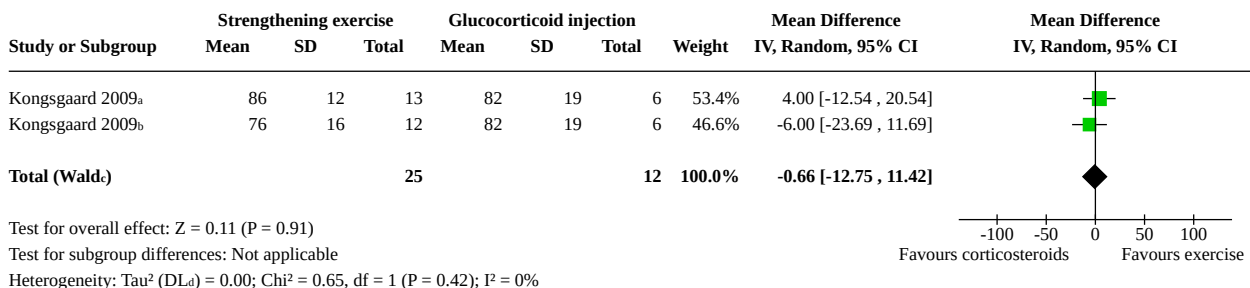 Strengthening exercise Glucocorticoid injection Mean Difference Mean Difference
Study or Subgroup Mean SD Total Mean SD Total Weight IV, Random, 95% CI IV, Random, 95% CI
Kongsgaard 2009a 86 12 13 82 19 6 53.4% 4.00 [-12.54 , 20.54]
Kongsgaard 2009b 76 16 12 82 19 6 46.6% -6.00 [-23.69 , 11.69]
Total (Waldc) 25 12 100.0% -0.66 [-12.75 , 11.42]
Test for overall effect: Z = 0.11 (P = 0.91)
Test for subgroup differences: Not applicable
Heterogeneity: Tau² (DLd) = 0.00; Chi² = 0.65, df = 1 (P = 0.42); I² = 0%
-100 -50 0 50 100
Favours corticosteroids Favours exercise